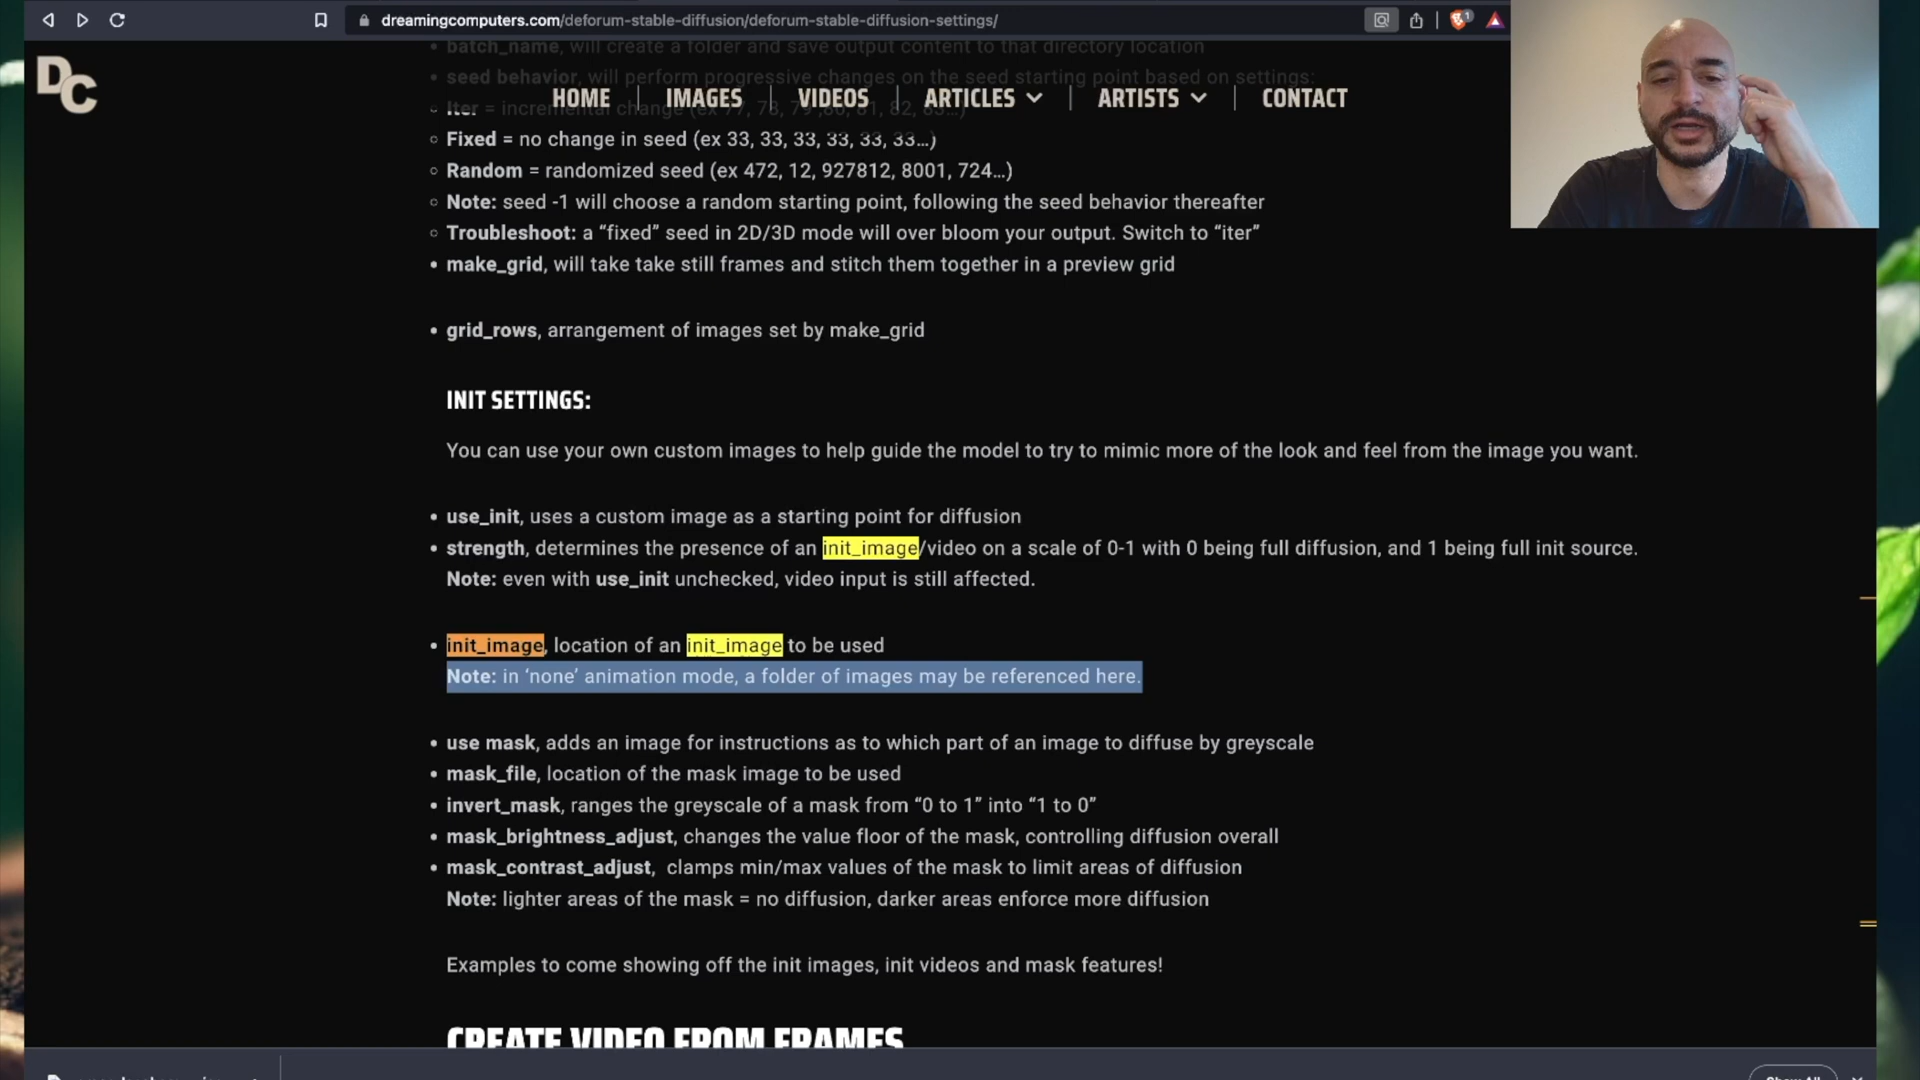 dreamingcomputers.com/deforum-stable-diffusion/deforum-stable-diffusion-settings/
1
DC
• batch_name, will create a folder and save output content to that directory location
• seed behavior, will perform progressive changes on the seed starting point based on settings:
HOME | IMAGES | VIDEOS | ARTICLES | ARTISTS | CONTACT
◦ Iter = incremental change (ex 77, 78, 79 ,80, 81, 82, 83…)
◦ Fixed = no change in seed (ex 33, 33, 33, 33, 33, 33…)
◦ Random = randomized seed (ex 472, 12, 927812, 8001, 724…)
◦ Note: seed -1 will choose a random starting point, following the seed behavior thereafter
◦ Troubleshoot: a “fixed” seed in 2D/3D mode will over bloom your output. Switch to “iter”
• make_grid, will take take still frames and stitch them together in a preview grid
• grid_rows, arrangement of images set by make_grid
INIT SETTINGS:
You can use your own custom images to help guide the model to try to mimic more of the look and feel from the image you want.
• use_init, uses a custom image as a starting point for diffusion
• strength, determines the presence of an init_image/video on a scale of 0-1 with 0 being full diffusion, and 1 being full init source.
Note: even with use_init unchecked, video input is still affected.
• init_image, location of an init_image to be used
Note: in ‘none’ animation mode, a folder of images may be referenced here.
• use mask, adds an image for instructions as to which part of an image to diffuse by greyscale
• mask_file, location of the mask image to be used
• invert_mask, ranges the greyscale of a mask from “0 to 1” into “1 to 0”
• mask_brightness_adjust, changes the value floor of the mask, controlling diffusion overall
• mask_contrast_adjust,  clamps min/max values of the mask to limit areas of diffusion
Note: lighter areas of the mask = no diffusion, darker areas enforce more diffusion
Examples to come showing off the init images, init videos and mask features!
CREATE VIDEO FROM FRAMES
Show All